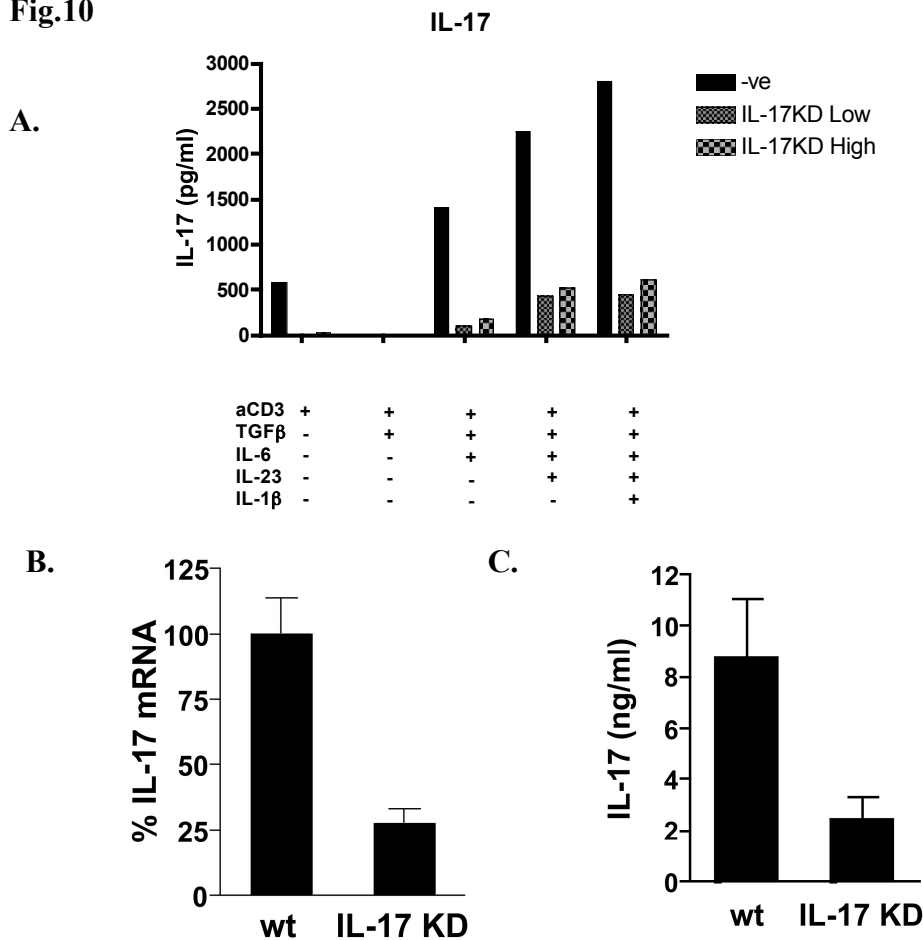 Fig.10
IL-17
A.
IL-17 (pg/ml)
3000
2500
2000
1500
1000
500
0
-ve
IL-17KD Low
IL-17KD High
aCD3 + + + + +
TGFβ - + + + +
IL-6 - - + + +
IL-23 - - - + +
IL-1β - - - - +
B.
% IL-17 mRNA
125
100
75
50
25
0
wt IL-17 KD
C.
IL-17 (ng/ml)
12
10
8
6
4
2
0
wt IL-17 KD